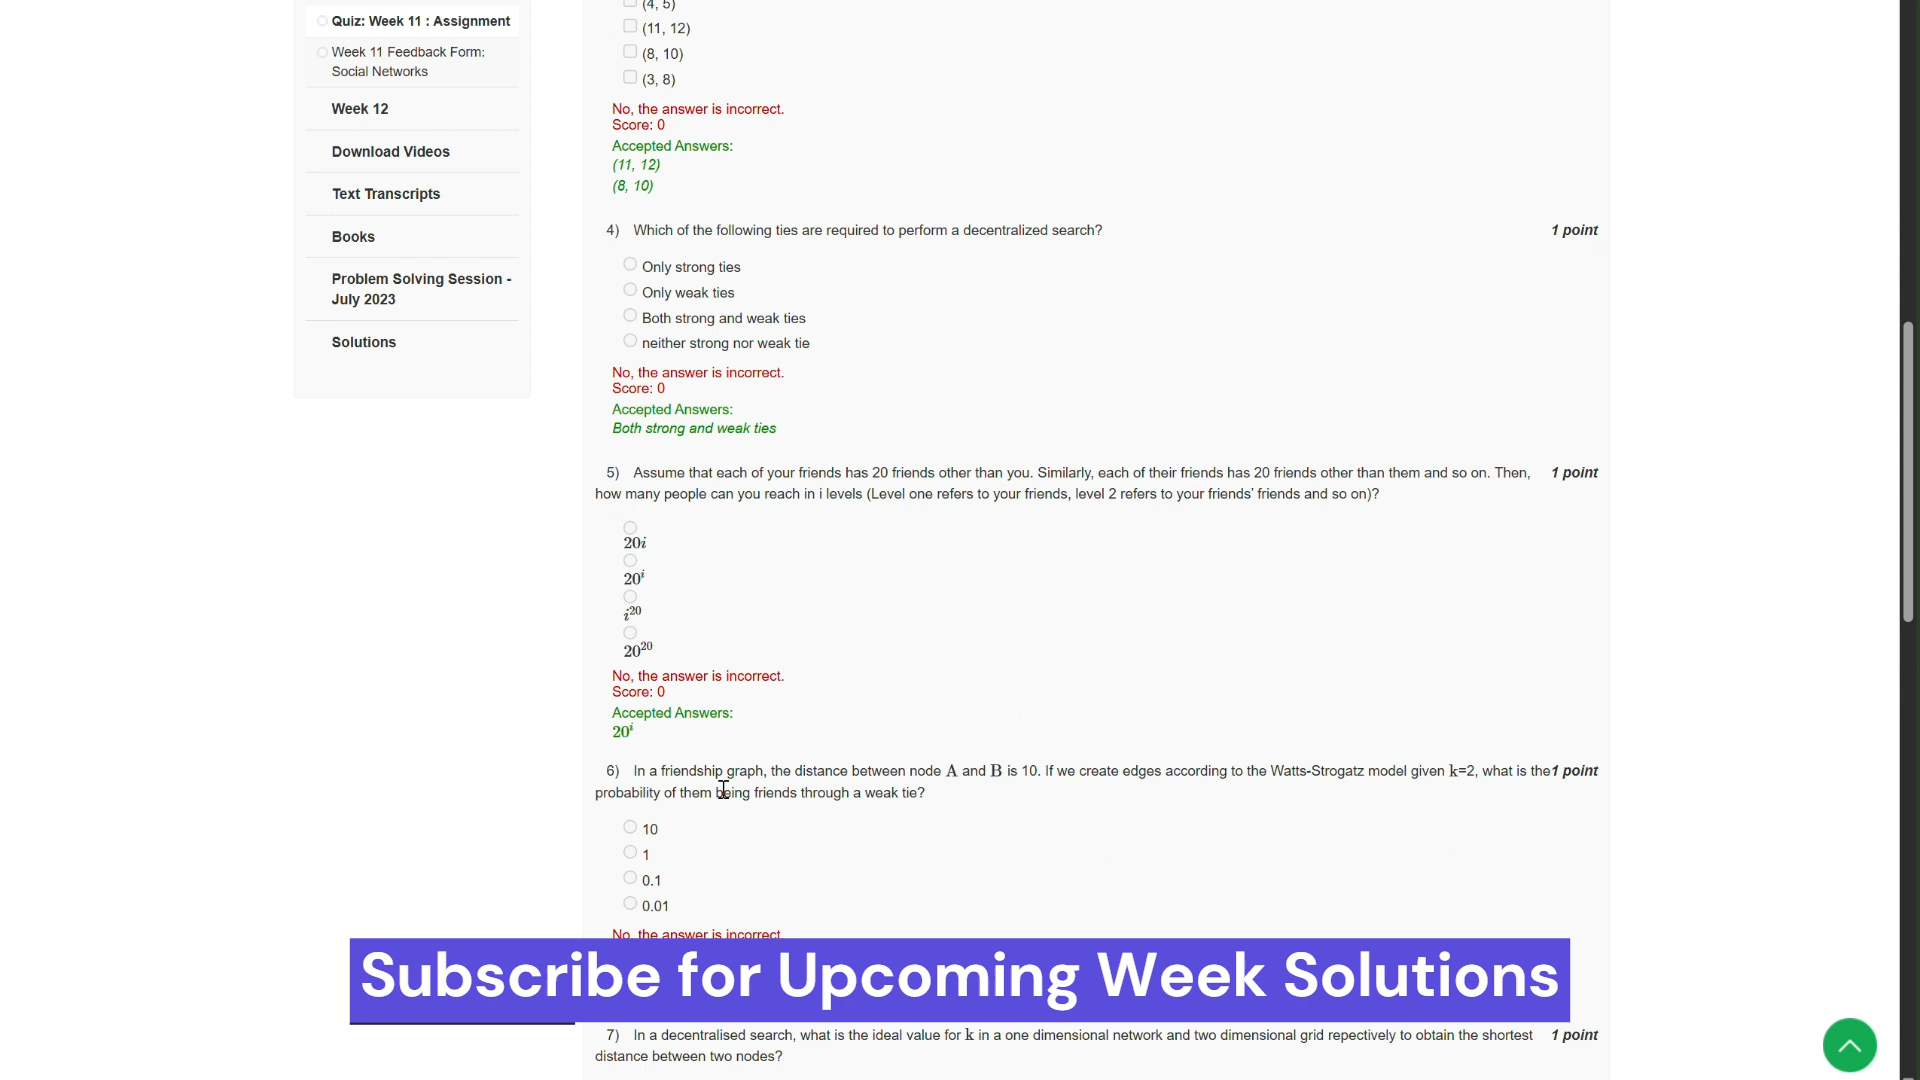 Quiz: Week 11 : Assignment
Week 11 Feedback Form:
Social Networks
Week 12
Download Videos
Text Transcripts
Books
Problem Solving Session -
July 2023
Solutions
(4, 5)
(11, 12)
(8, 10)
(3, 8)
No, the answer is incorrect.
Score: 0
Accepted Answers:
(11, 12)
(8, 10)
4) Which of the following ties are required to perform a decentralized search? 1 point
Only strong ties
Only weak ties
Both strong and weak ties
neither strong nor weak tie
No, the answer is incorrect.
Score: 0
Accepted Answers:
Both strong and weak ties
5) Assume that each of your friends has 20 friends other than you. Similarly, each of their friends has 20 friends other than them and so on. Then, 1 point
how many people can you reach in i levels (Level one refers to your friends, level 2 refers to your friends' friends and so on)?
20i
20^i
i^20
20^20
No, the answer is incorrect.
Score: 0
Accepted Answers:
20^i
6) In a friendship graph, the distance between node A and B is 10. If we create edges according to the Watts-Strogatz model given k=2, what is the 1 point
probability of them being friends through a weak tie?
10
1
0.1
0.01
No, the answer is incorrect.
Subscribe for Upcoming Week Solutions
7) In a decentralised search, what is the ideal value for k in a one dimensional network and two dimensional grid repectively to obtain the shortest 1 point
distance between two nodes?